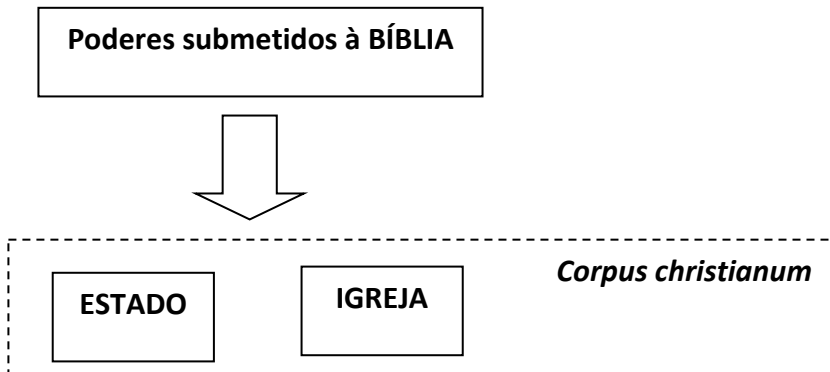 Poderes submetidos à BÍBLIA
Corpus christianum
ESTADO
IGREJA